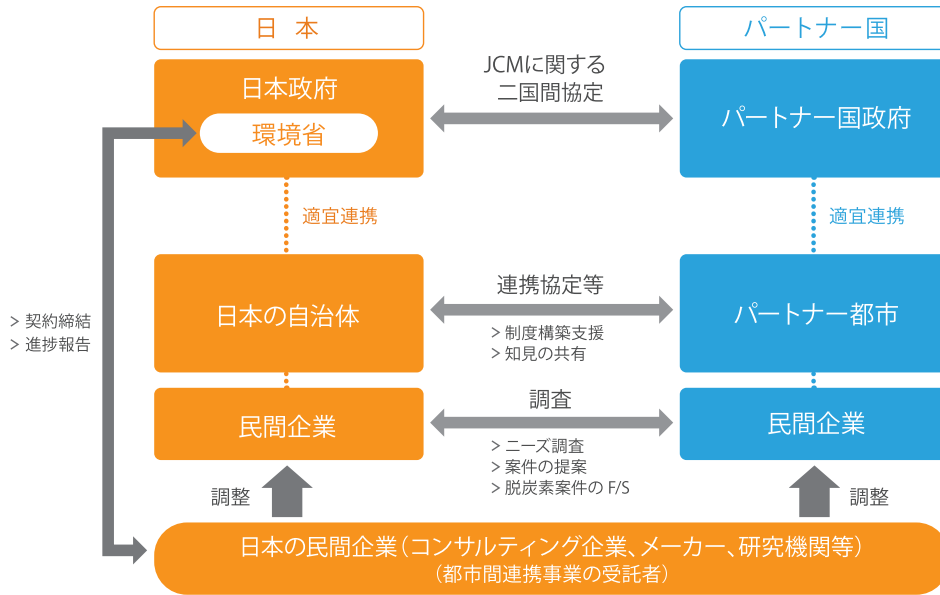 日 本
パートナー国
日本政府
環境省
JCMに関する
二国間協定
パートナー国政府
適宜連携
適宜連携
日本の自治体
連携協定等
> 制度構築支援
> 知見の共有
パートナー都市
> 契約締結
> 進捗報告
民間企業
調査
> ニーズ調査
> 案件の提案
> 脱炭素案件の F/S
民間企業
調整
調整
日本の民間企業(コンサルティング企業、メーカー、研究機関等)
(都市間連携事業の受託者)